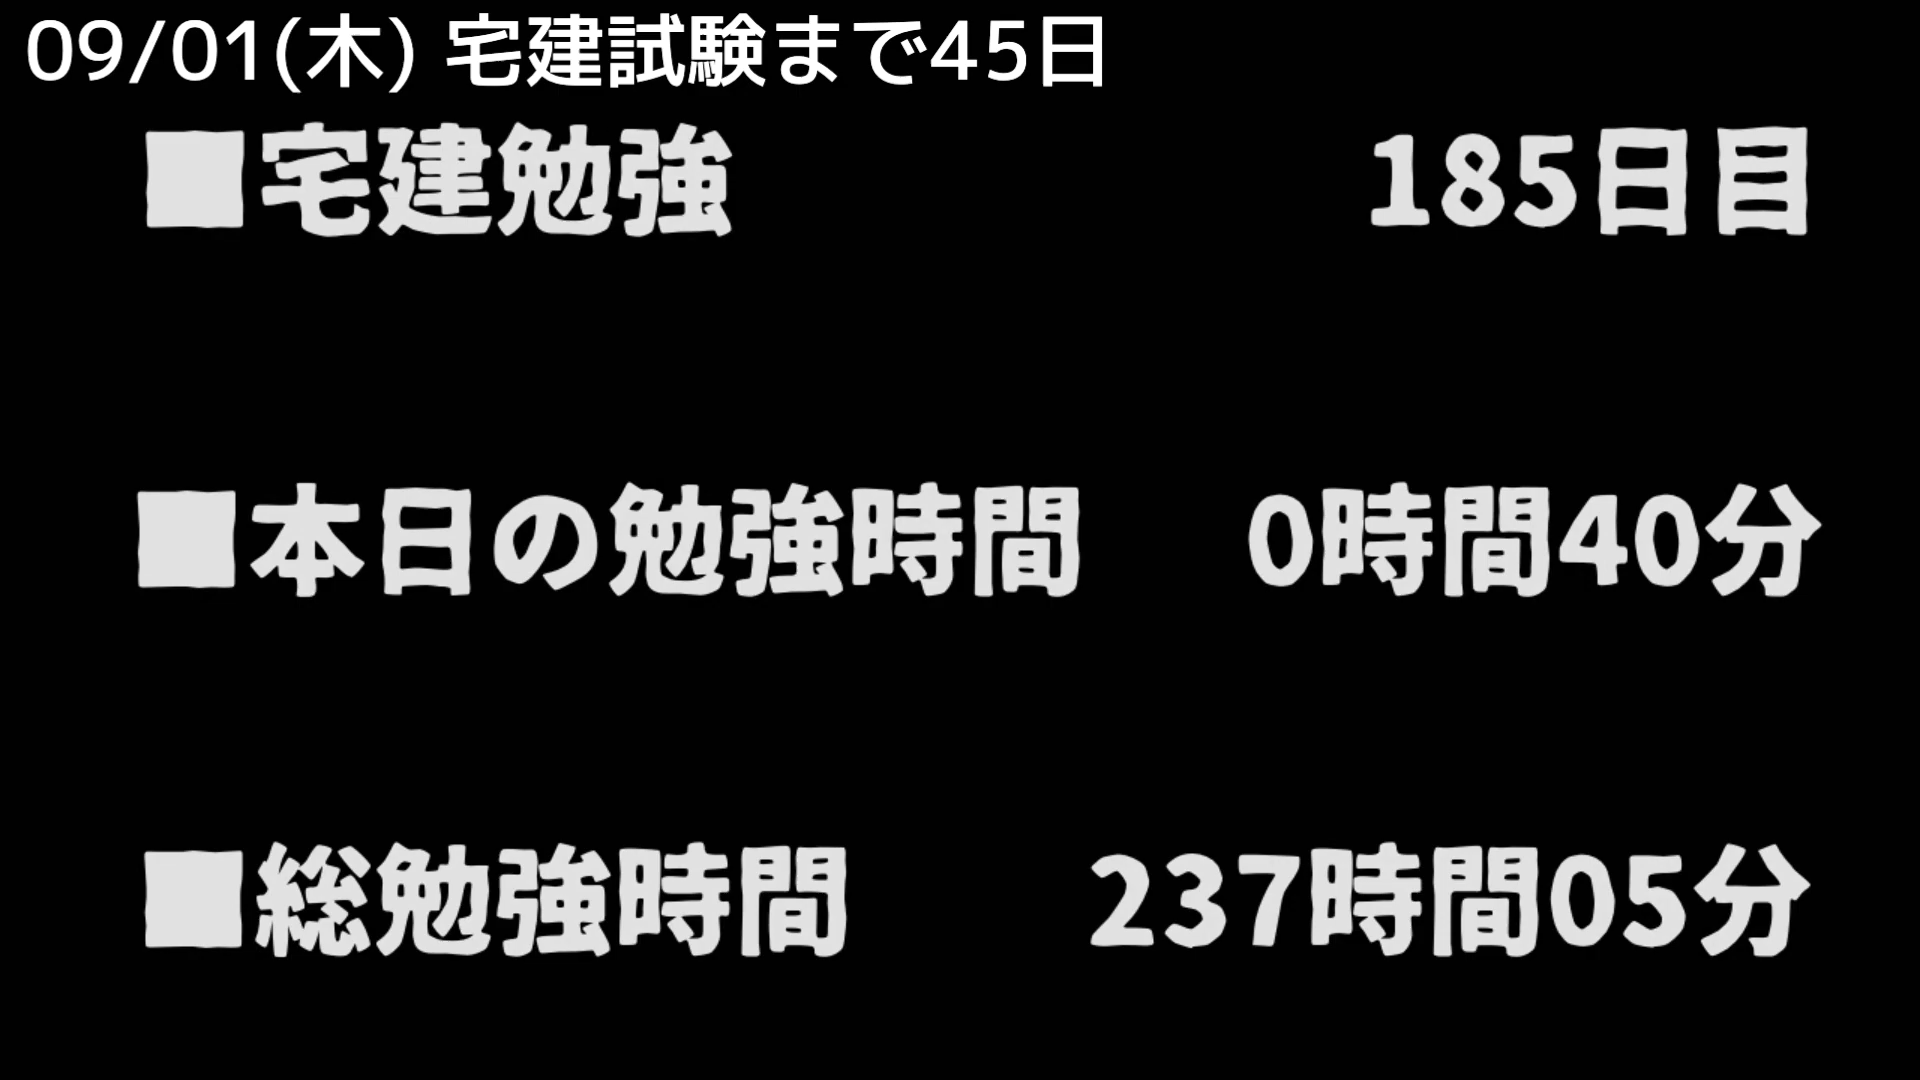 09/01(木) 宅建試験まで45日
■宅建勉強 185日目
■本日の勉強時間 0時間40分
■総勉強時間 237時間05分